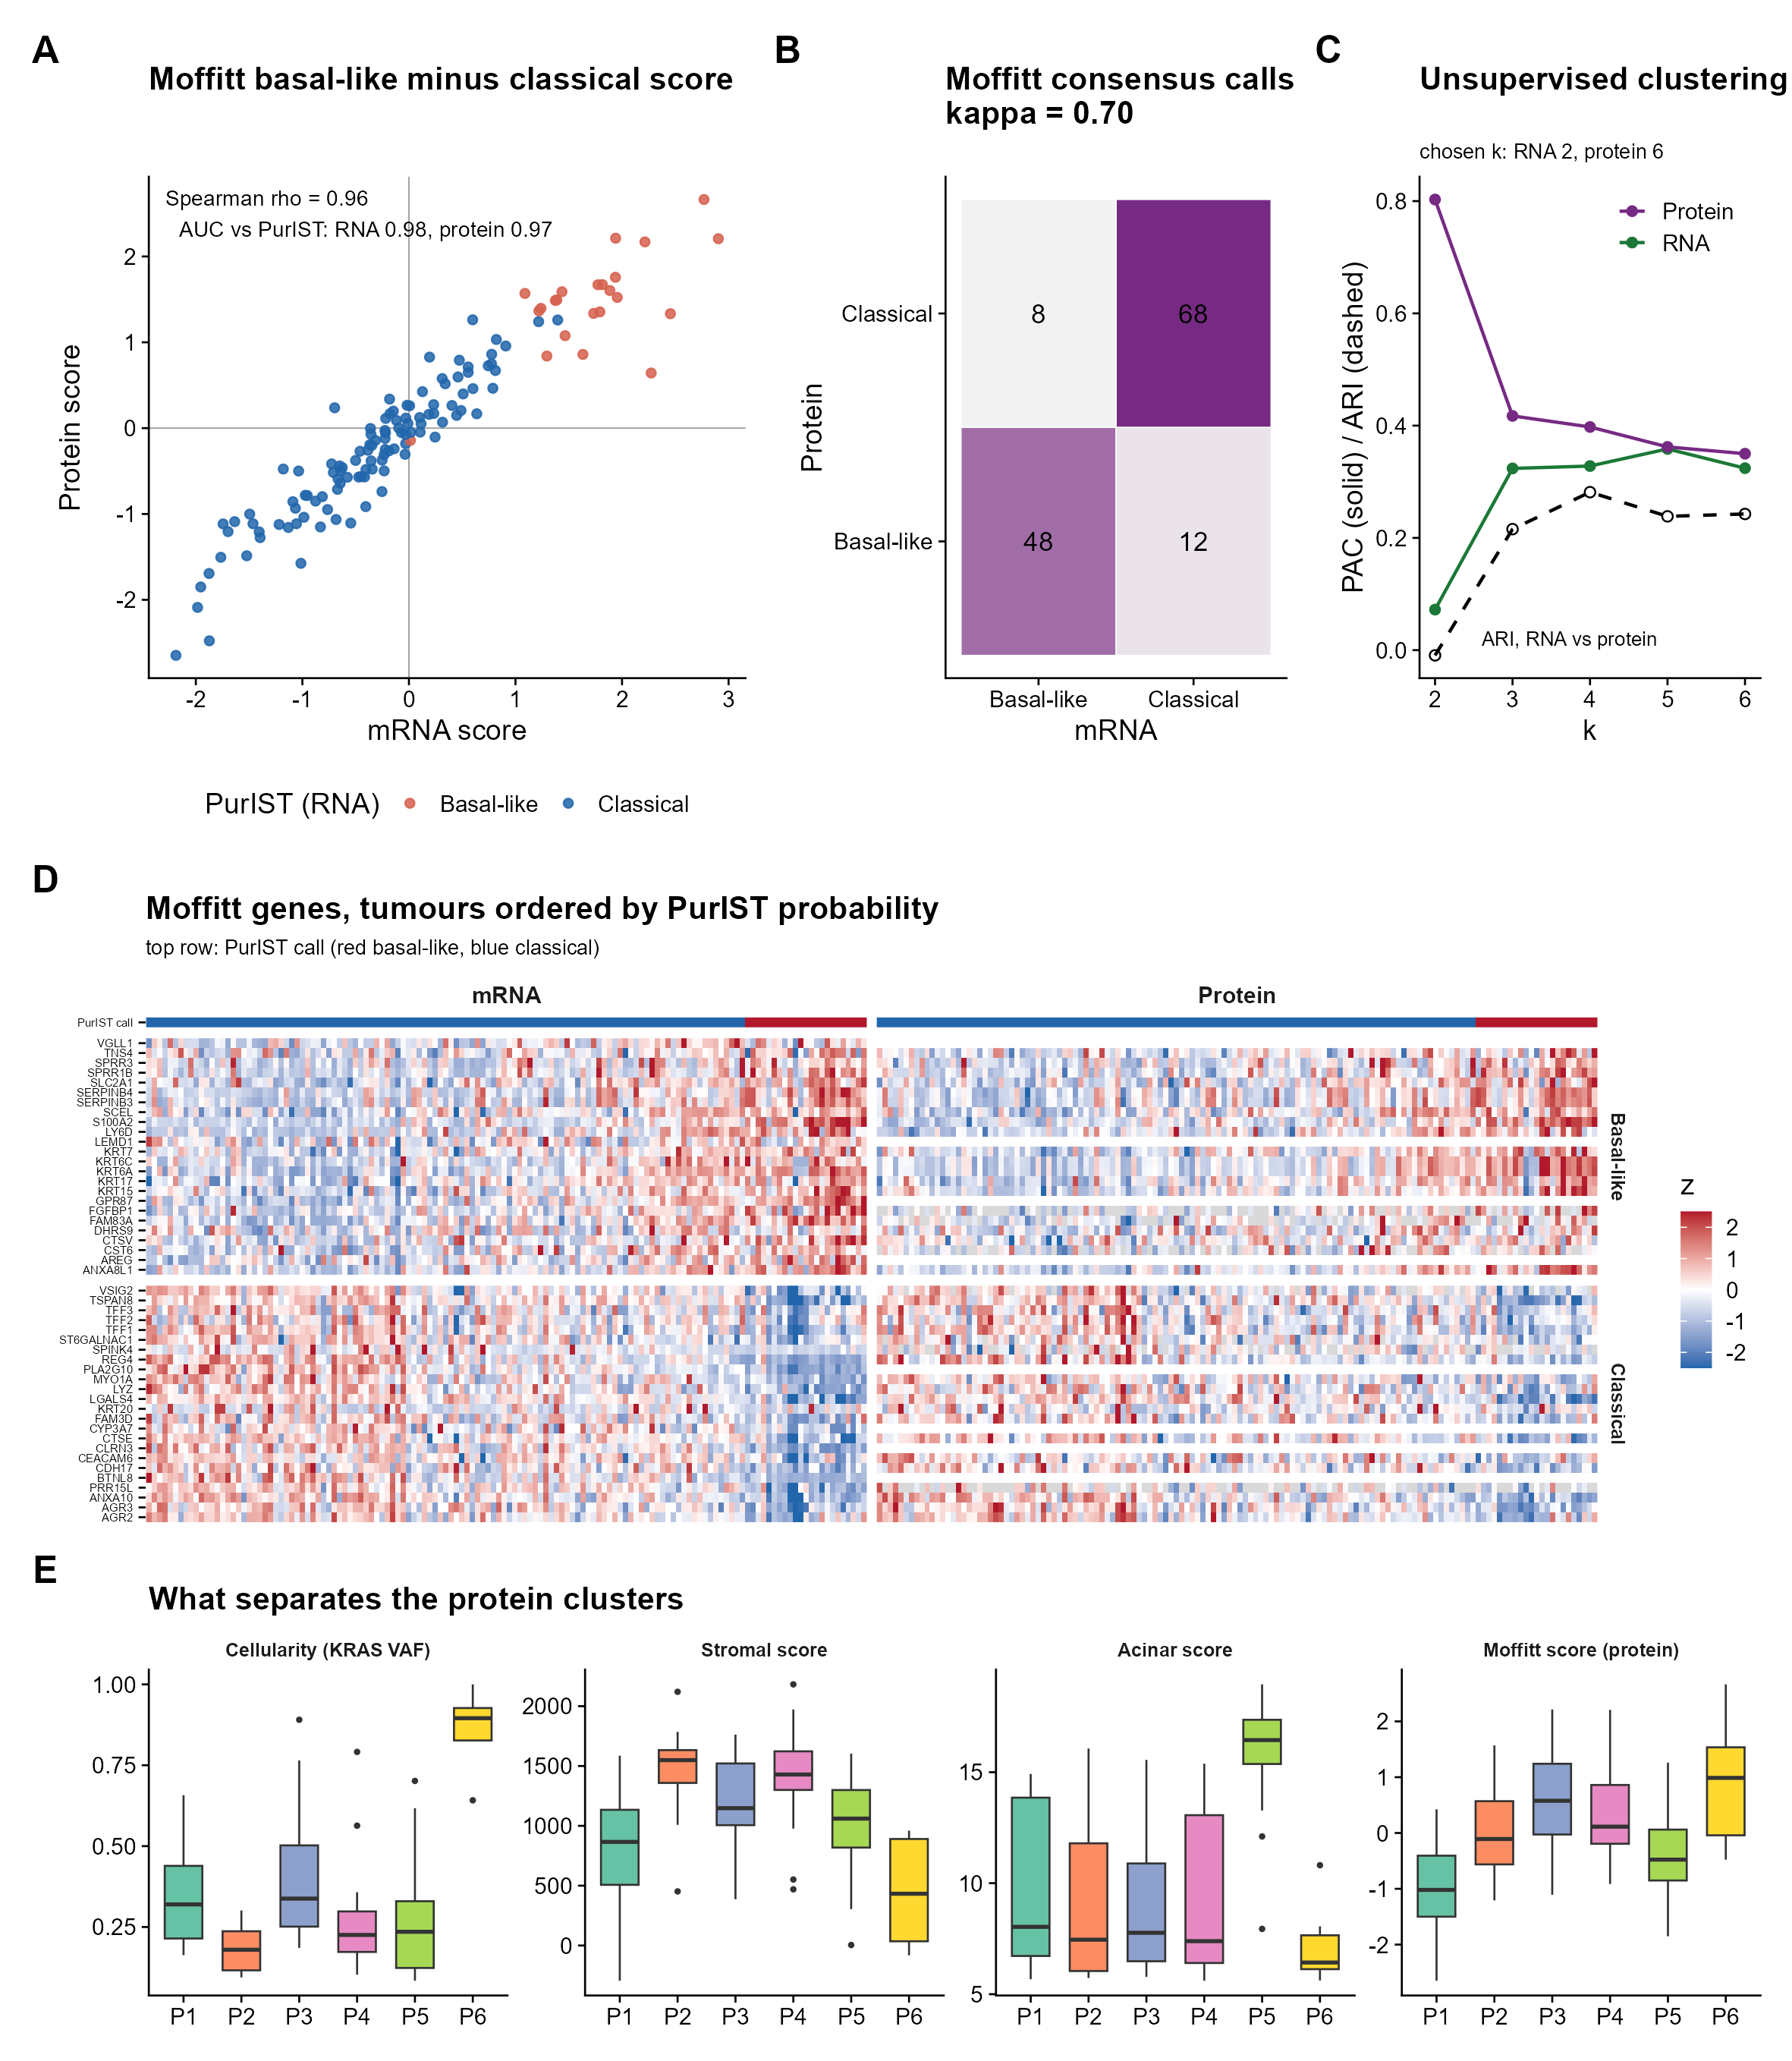 A
Moffitt basal-like minus classical score
Spearman rho = 0.96
AUC vs PurIST: RNA 0.98, protein 0.97
Protein score
2
1
0
-1
-2
-2
-1
0
1
2
3
mRNA score
PurIST (RNA)
Basal-like
Classical
B
Moffitt consensus calls
kappa = 0.70
Protein
Classical
8
68
Basal-like
48
12
Basal-like
Classical
mRNA
C
Unsupervised clustering
chosen k: RNA 2, protein 6
PAC (solid) / ARI (dashed)
0.8
0.6
0.4
0.2
0.0
Protein
RNA
ARI, RNA vs protein
2
3
4
5
6
k
D
Moffitt genes, tumours ordered by PurIST probability
top row: PurIST call (red basal-like, blue classical)
mRNA
Protein
PurIST call
VGLL1
TNS4
SPRR3
SPRR1B
SLC2A1
SERPINB4
SERPINB3
SCEL
S100A2
LY6D
LEMD1
KRT7
KRT6C
KRT6A
KRT17
KRT15
GPR87
FGFBP1
FAM83A
DHRS9
CTSV
CST6
AREG
ANXA8L1
Basal-like
VSIG2
TSPAN8
TFF3
TFF2
TFF1
ST6GALNAC1
SPINK4
REG4
PLA2G10
MYO1A
LYZ
LGALS4
KRT20
FAM3D
CYP3A7
CTSE
CLRN3
CEACAM6
CDH17
BTNL8
PRR15L
ANXA10
AGR3
AGR2
Classical
z
2
1
0
-1
-2
E
What separates the protein clusters
Cellularity (KRAS VAF)
1.00
0.75
0.50
0.25
P1
P2
P3
P4
P5
P6
Stromal score
2000
1500
1000
500
0
P1
P2
P3
P4
P5
P6
Acinar score
15
10
5
P1
P2
P3
P4
P5
P6
Moffitt score (protein)
2
1
0
-1
-2
P1
P2
P3
P4
P5
P6